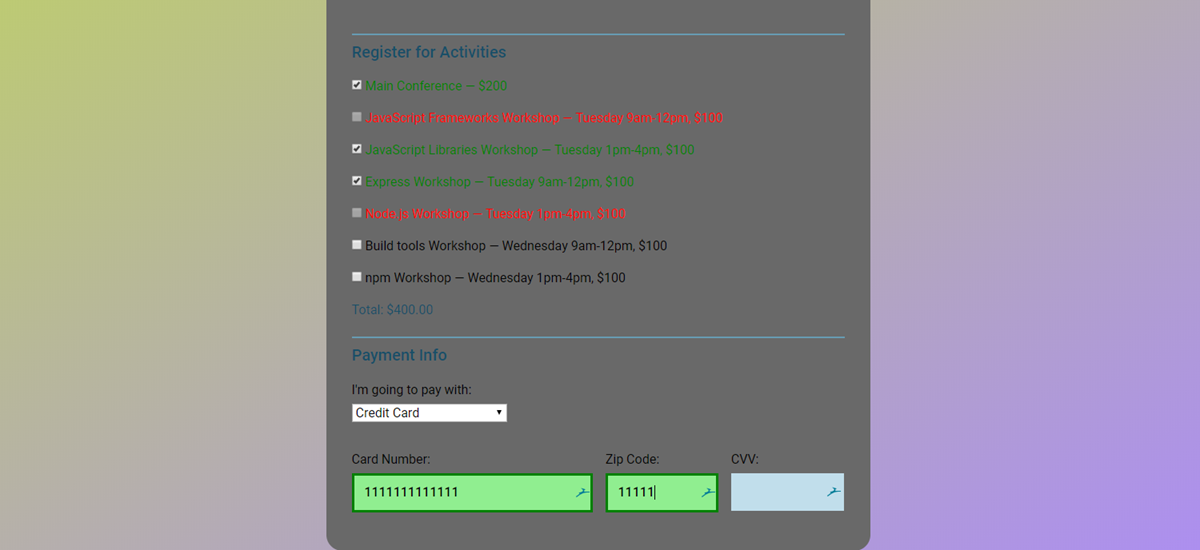 Register for Activities
Main Conference — $200
JavaScript Frameworks Workshop — Tuesday 9am-12pm, $100
JavaScript Libraries Workshop — Tuesday 1pm-4pm, $100
Express Workshop — Tuesday 9am-12pm, $100
Node.js Workshop — Tuesday 1pm-4pm, $100
Build tools Workshop — Wednesday 9am-12pm, $100
npm Workshop — Wednesday 1pm-4pm, $100
Total: $400.00
Payment Info
I'm going to pay with:
Credit Card
Card Number: Zip Code: CVV:
1111111111111 11111